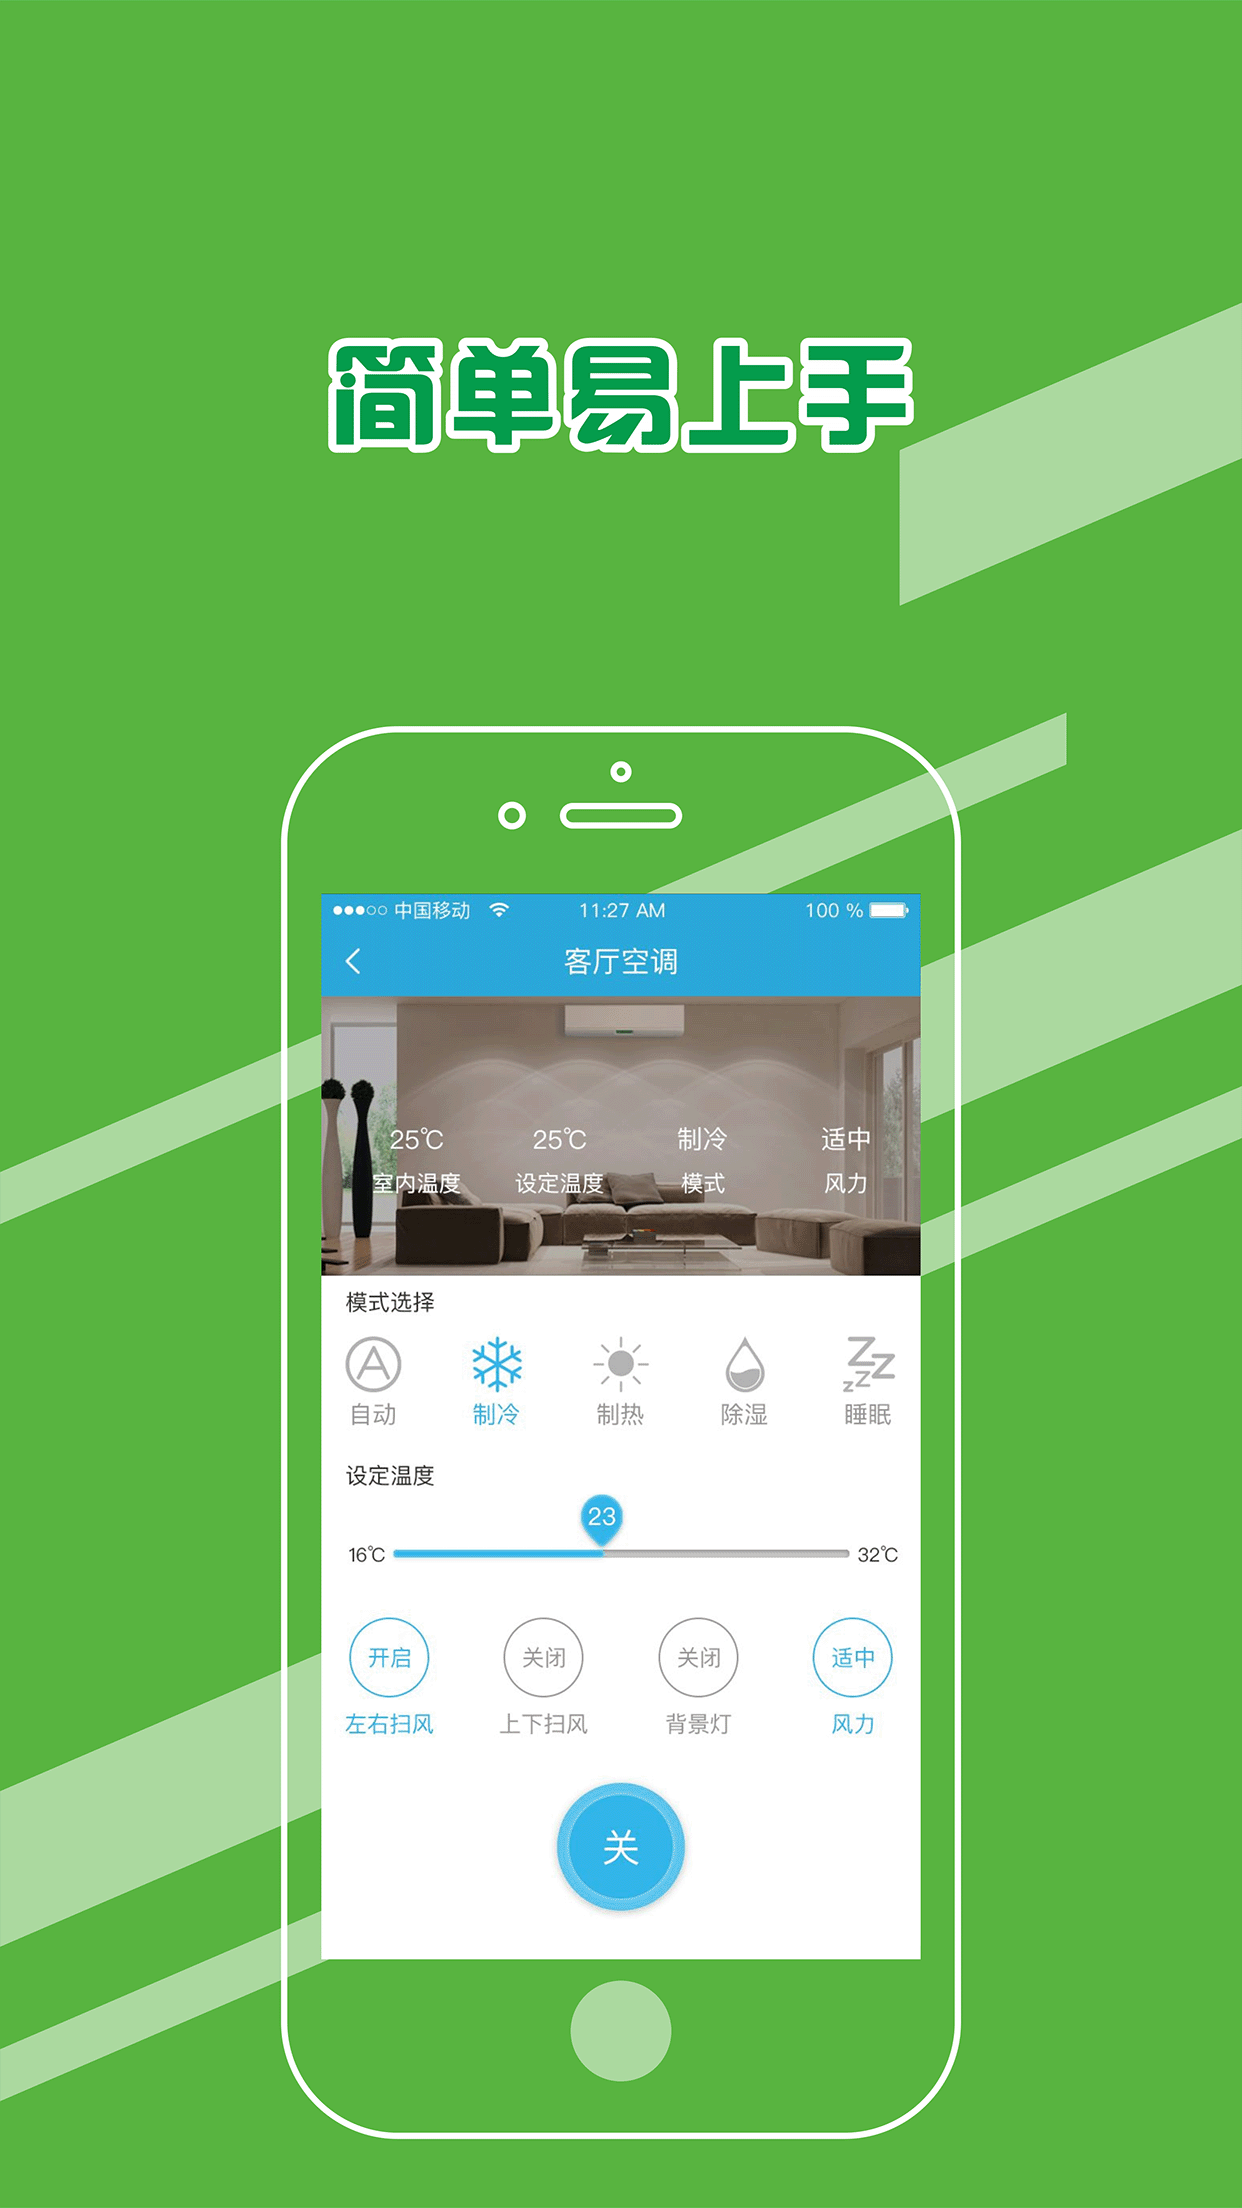 简单易上手
中国移动 11:27 AM 100 %
客厅空调
25℃ 25℃ 制冷 适中
室内温度 设定温度 模式 风力
模式选择
自动 制冷 制热 除湿 睡眠
设定温度
23
16℃ 32℃
开启 关闭 关闭 适中
左右扫风 上下扫风 背景灯 风力
关